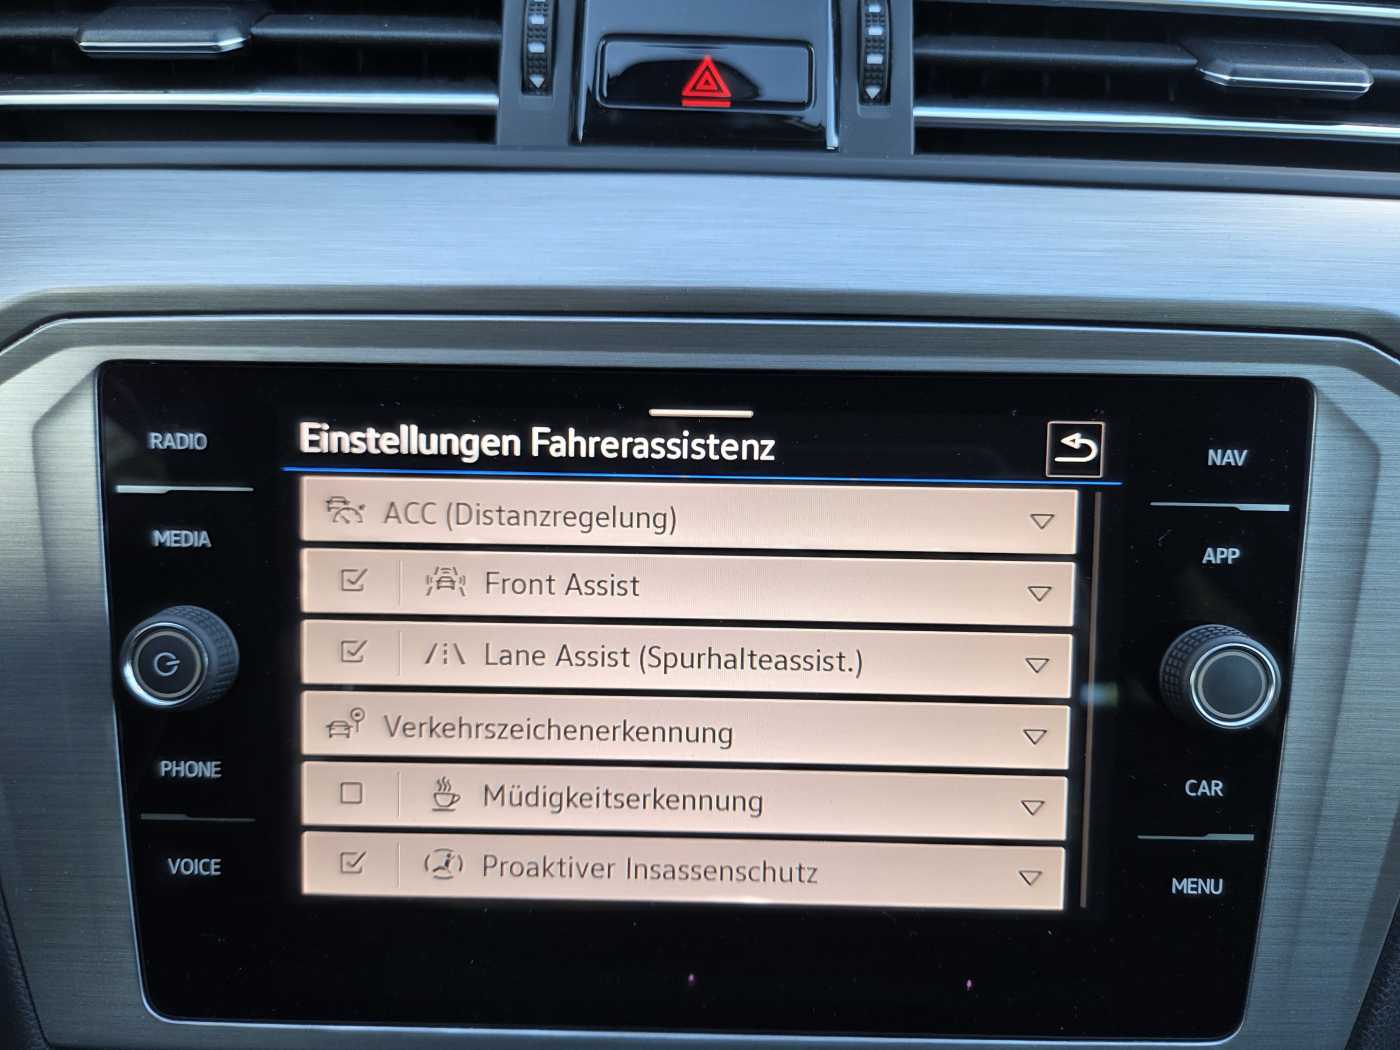 RADIO
MEDIA
PHONE
VOICE
Einstellungen Fahrerassistenz
ACC (Distanzregelung)
Front Assist
Lane Assist (Spurhalteassist.)
Verkehrszeichenerkennung
Müdigkeitserkennung
Proaktiver Insassenschutz
NAV
APP
CAR
MENU